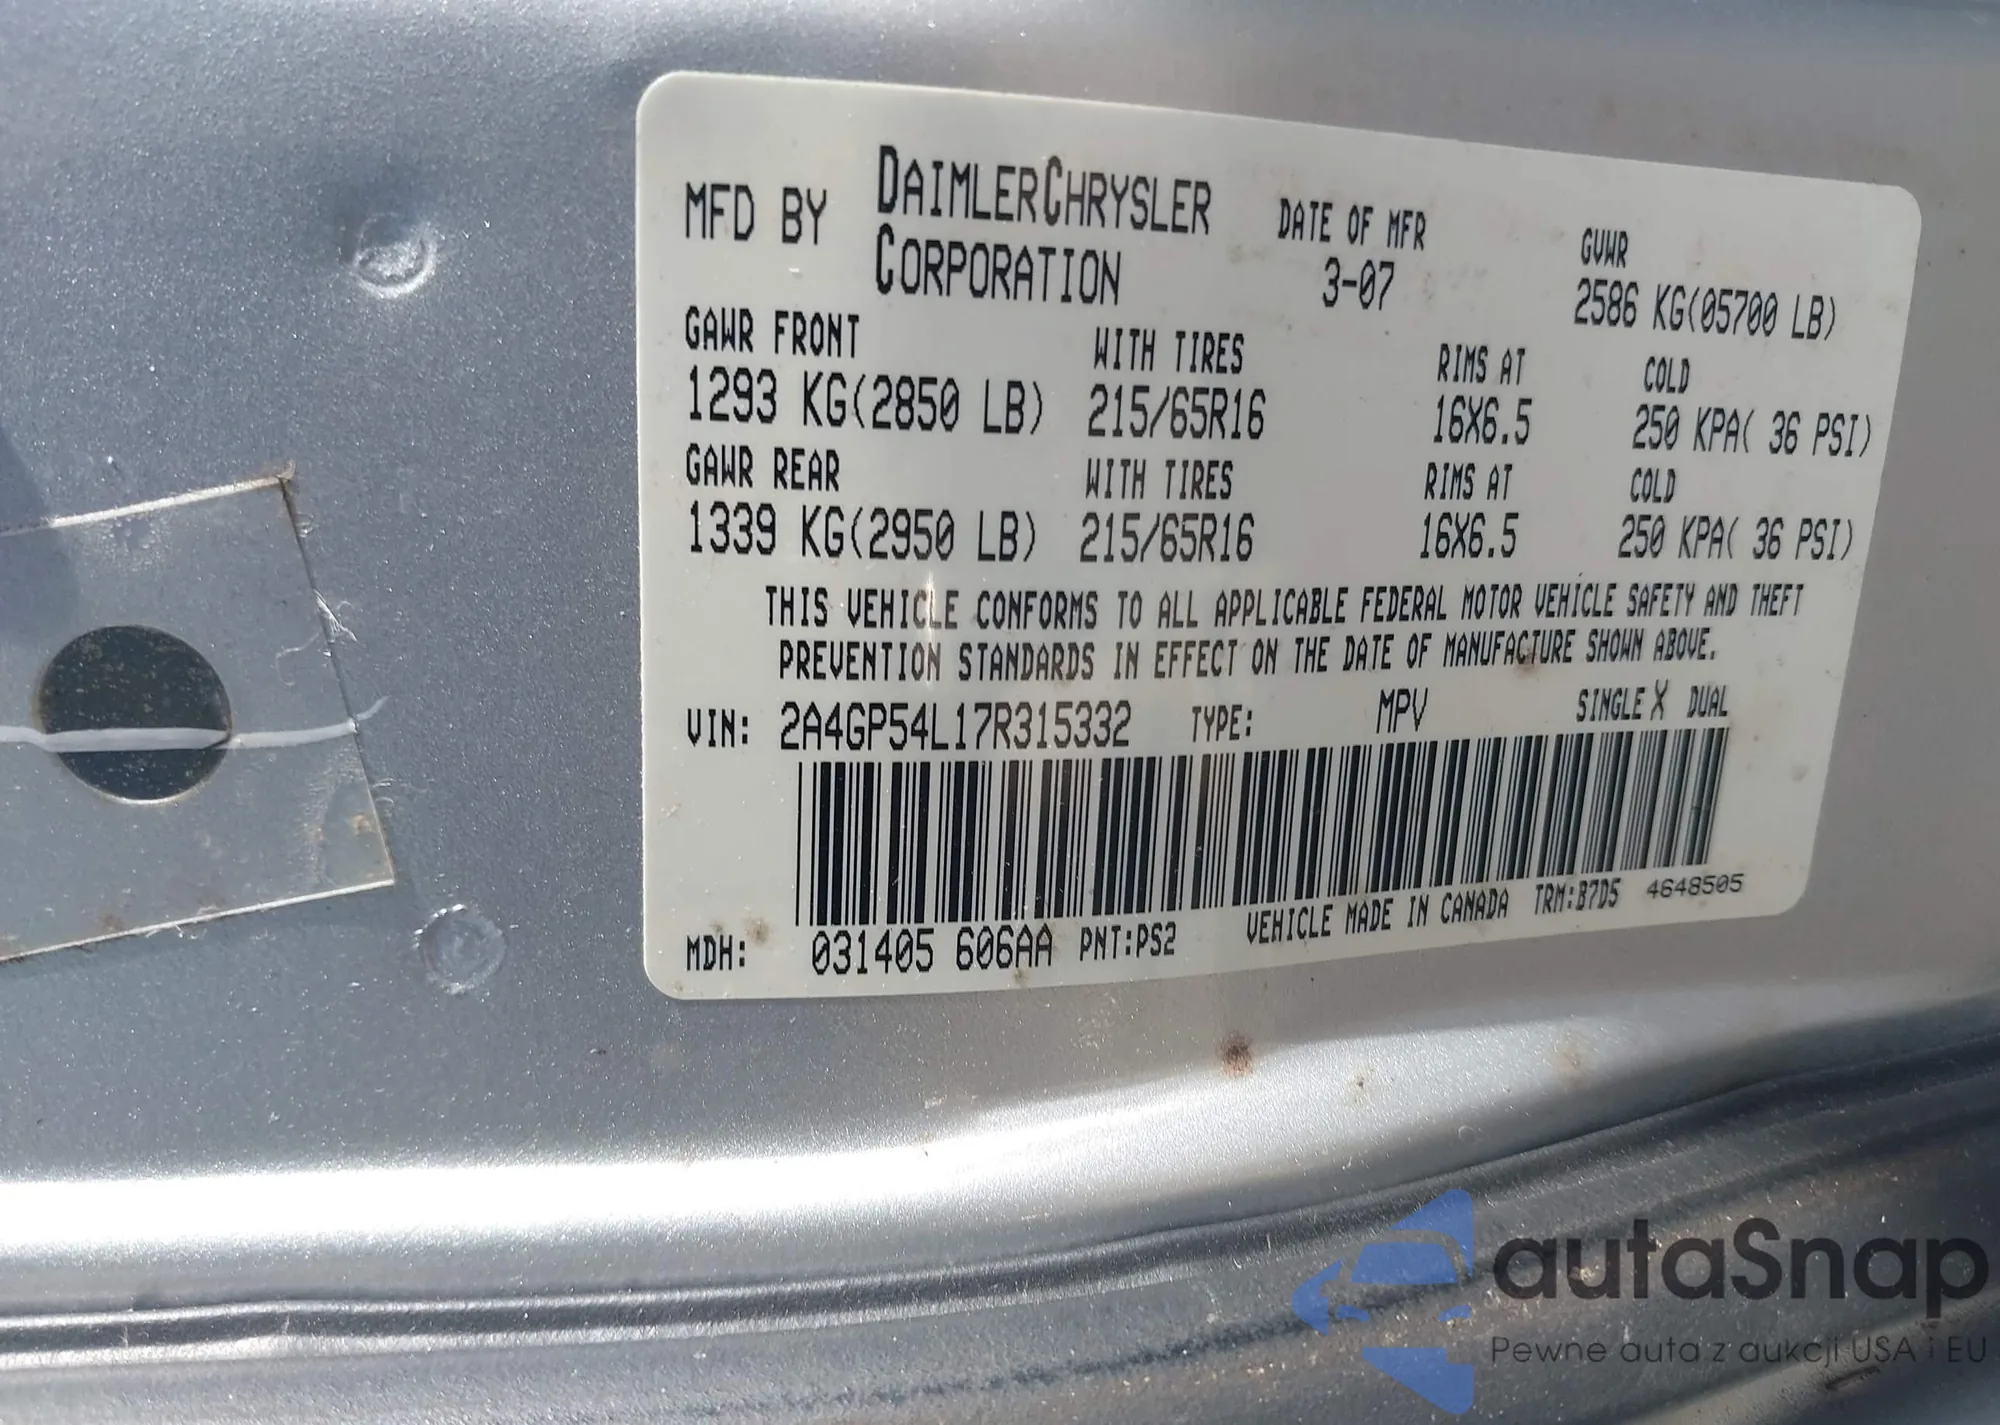 MFD BY DAIMLERCHRYSLER CORPORATION DATE OF MFR 3-07 GVWR 2586 KG(05700 LB)
GAWR FRONT WITH TIRES RIMS AT COLD
1293 KG(2850 LB) 215/65R16 16X6.5 250 KPA( 36 PSI)
GAWR REAR WITH TIRES RIMS AT COLD
1339 KG(2950 LB) 215/65R16 16X6.5 250 KPA( 36 PSI)
THIS VEHICLE CONFORMS TO ALL APPLICABLE FEDERAL MOTOR VEHICLE SAFETY AND THEFT
PREVENTION STANDARDS IN EFFECT ON THE DATE OF MANUFACTURE SHOWN ABOVE.
VIN: 2A4GP54L17R315332 TYPE: MPV SINGLE X DUAL
MDH: 031405 606AA PNT:PS2 VEHICLE MADE IN CANADA TRM:B7D5 4648505
autaSnap
Pewne auta z aukcji USA i EU